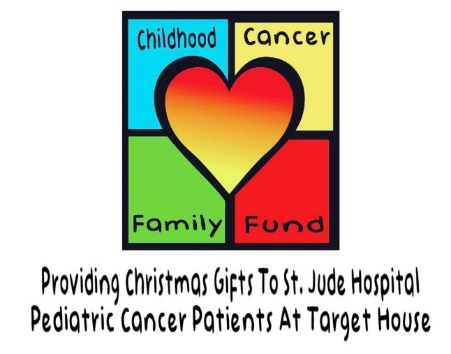 Childhood Cancer
Family Fund
Providing Christmas Gifts To St. Jude Hospital
Pediatric Cancer Patients At Target House